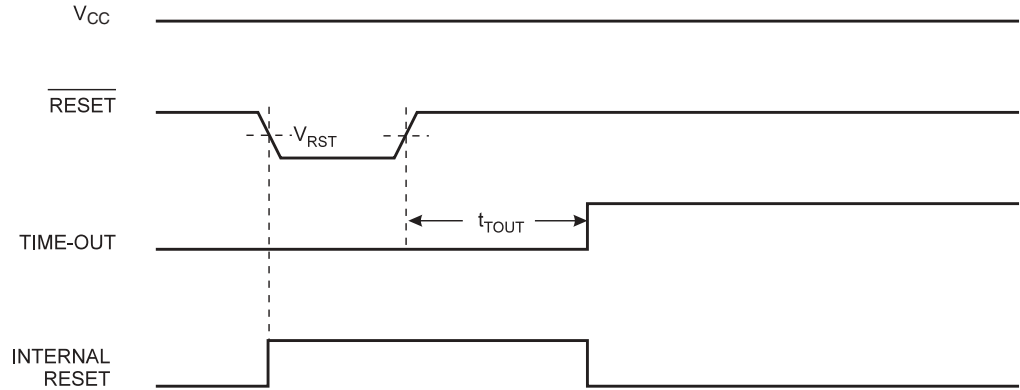 VCC
RESET
VRST
tTOUT
TIME-OUT
INTERNAL
RESET